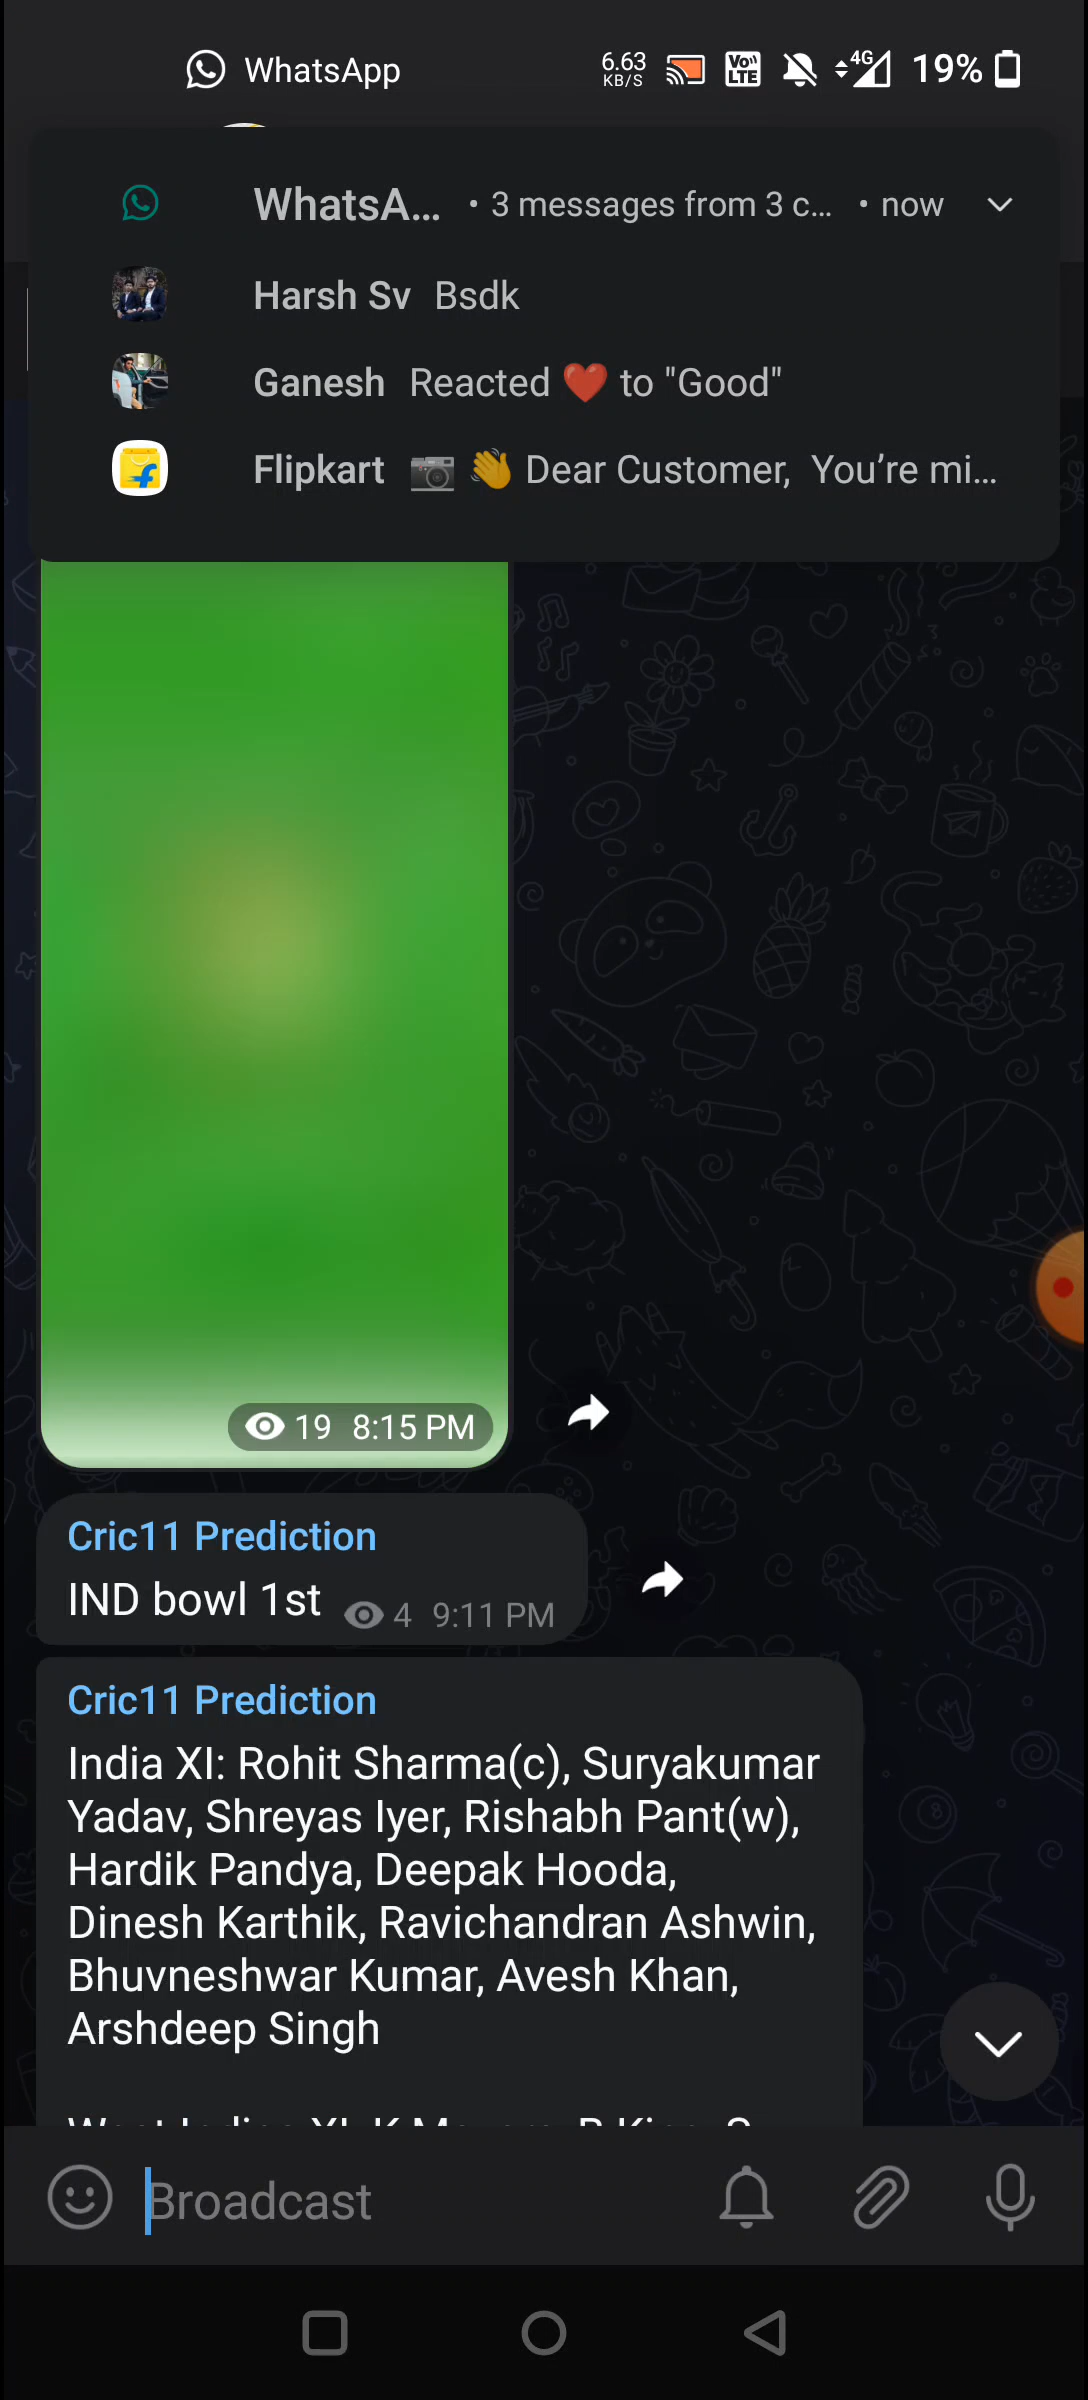 WhatsApp 6.63 KB/S Vo LTE 4G 19%
WhatsA... • 3 messages from 3 c... • now
Harsh Sv Bsdk
Ganesh Reacted ❤️ to "Good"
Flipkart 📷 👋 Dear Customer, You’re mi...
19 8:15 PM
Cric11 Prediction
IND bowl 1st 4 9:11 PM
Cric11 Prediction
India XI: Rohit Sharma(c), Suryakumar
Yadav, Shreyas Iyer, Rishabh Pant(w),
Hardik Pandya, Deepak Hooda,
Dinesh Karthik, Ravichandran Ashwin,
Bhuvneshwar Kumar, Avesh Khan,
Arshdeep Singh
Broadcast